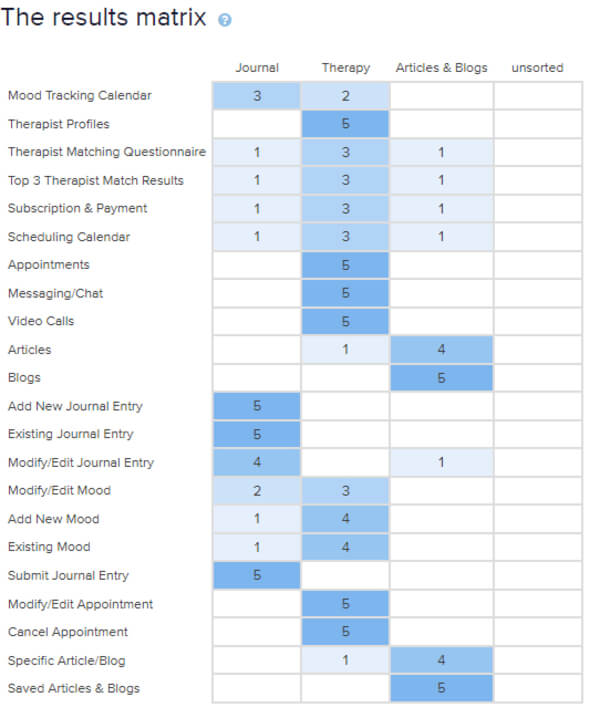 The results matrix ?
Journal Therapy Articles & Blogs unsorted
Mood Tracking Calendar 3 2
Therapist Profiles 5
Therapist Matching Questionnaire 1 3 1
Top 3 Therapist Match Results 1 3 1
Subscription & Payment 1 3 1
Scheduling Calendar 1 3 1
Appointments 5
Messaging/Chat 5
Video Calls 5
Articles 1 4
Blogs 5
Add New Journal Entry 5
Existing Journal Entry 5
Modify/Edit Journal Entry 4 1
Modify/Edit Mood 2 3
Add New Mood 1 4
Existing Mood 1 4
Submit Journal Entry 5
Modify/Edit Appointment 5
Cancel Appointment 5
Specific Article/Blog 1 4
Saved Articles & Blogs 5